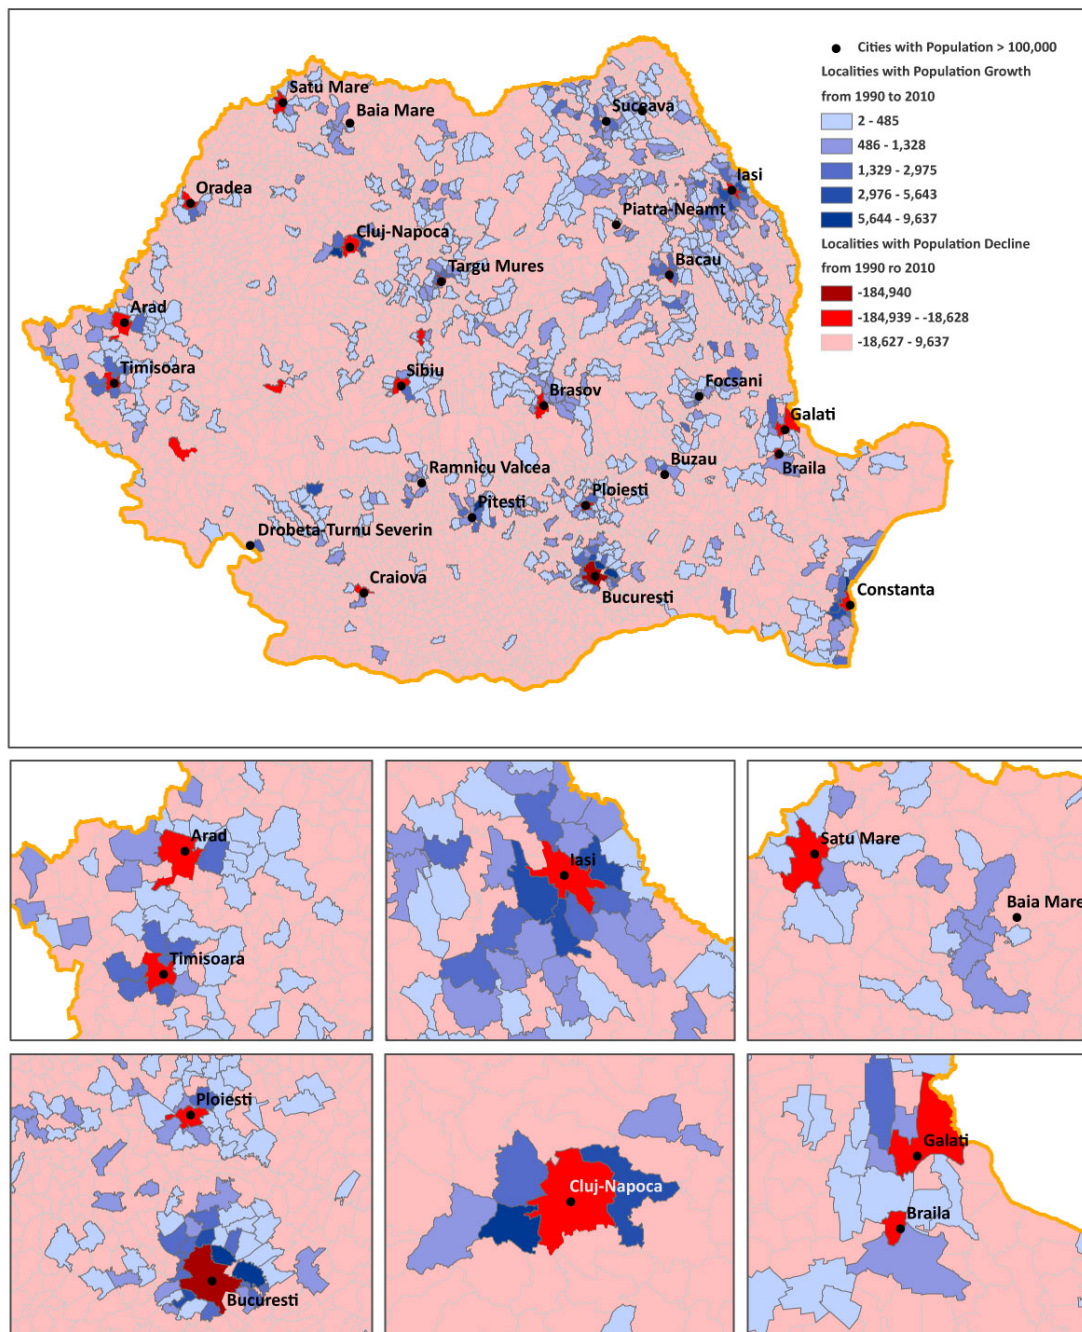 Cities with Population > 100,000
Localities with Population Growth
from 1990 to 2010
2 - 485
486 - 1,328
1,329 - 2,975
2,976 - 5,643
5,644 - 9,637
Localities with Population Decline
from 1990 ro 2010
-184,940
-184,939 - -18,628
-18,627 - 9,637
Satu Mare
Baia Mare
Suceava
Oradea
Iasi
Piatra-Neamt
Cluj-Napoca
Targu Mures
Bacau
Arad
Timisoara
Sibiu
Brasov
Focsani
Galati
Braila
Ramnicu Valcea
Buzau
Pitesti
Ploiesti
Drobeta-Turnu Severin
Craiova
Bucuresti
Constanta
Arad
Timisoara
Iasi
Satu Mare
Baia Mare
Ploiesti
Bucuresti
Cluj-Napoca
Galati
Braila